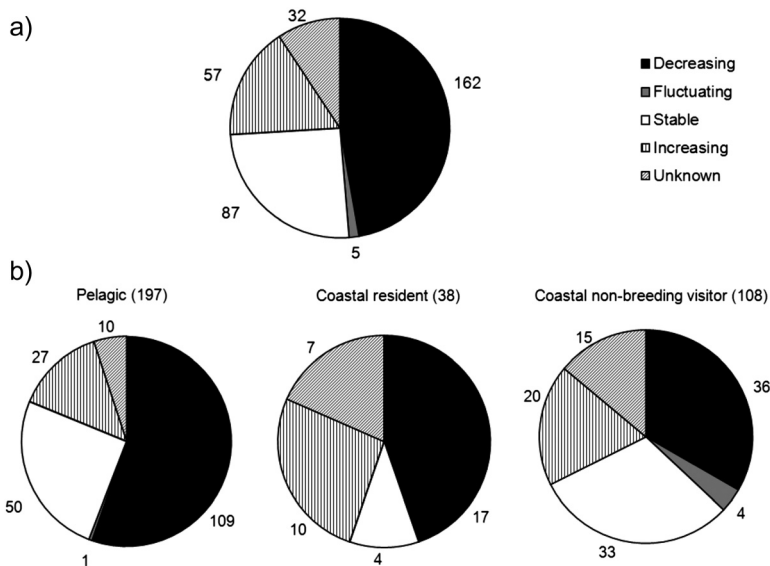 a)
32
57
162
87
5
Decreasing
Fluctuating
Stable
Increasing
Unknown
b)
Pelagic (197)
10
27
50
1
109
Coastal resident (38)
7
10
4
17
Coastal non-breeding visitor (108)
15
20
36
33
4